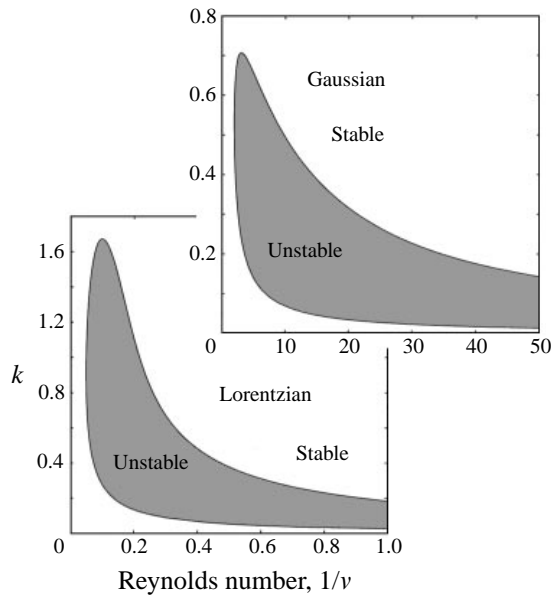 0.8
Gaussian
0.6
Stable
0.4
Unstable
0.2
0 10 20 30 40 50
1.6
1.2
k
0.8
Lorentzian
Unstable
Stable
0.4
0 0.2 0.4 0.6 0.8 1.0
Reynolds number, 1/ν